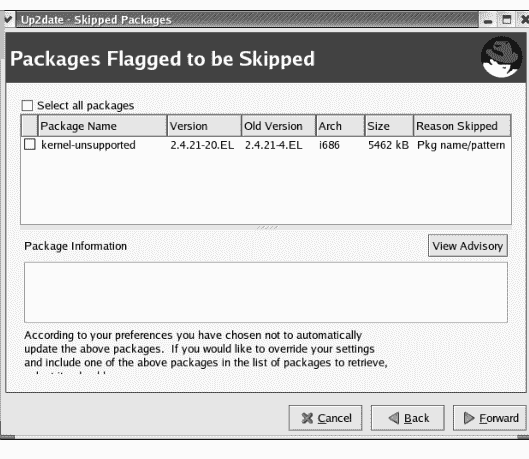 Up2date - Skipped Packages
Packages Flagged to be Skipped
Select all packages
Package Name Version Old Version Arch Size Reason Skipped
kernel-unsupported 2.4.21-20.EL 2.4.21-4.EL i686 5462 kB Pkg name/pattern
Package Information View Advisory
According to your preferences you have chosen not to automatically
update the above packages. If you would like to override your settings
and include one of the above packages in the list of packages to retrieve,
Cancel Back Forward